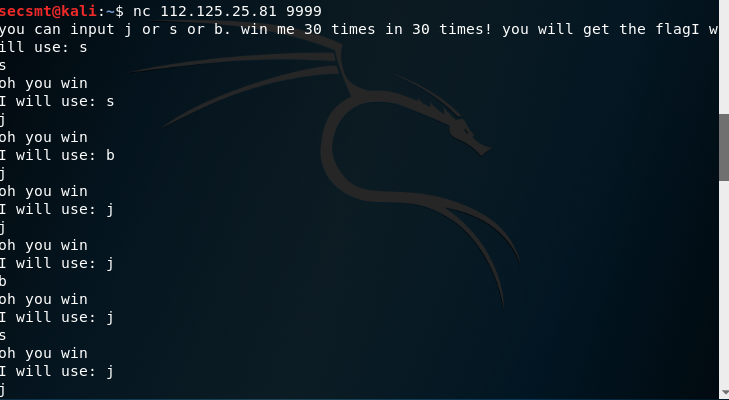 secsmt@kali:~$ nc 112.125.25.81 9999
you can input j or s or b. win me 30 times in 30 times! you will get the flagI w
ill use: s
s
oh you win
I will use: s
j
oh you win
I will use: b
j
oh you win
I will use: j
j
oh you win
I will use: j
b
oh you win
I will use: j
s
oh you win
I will use: j
j